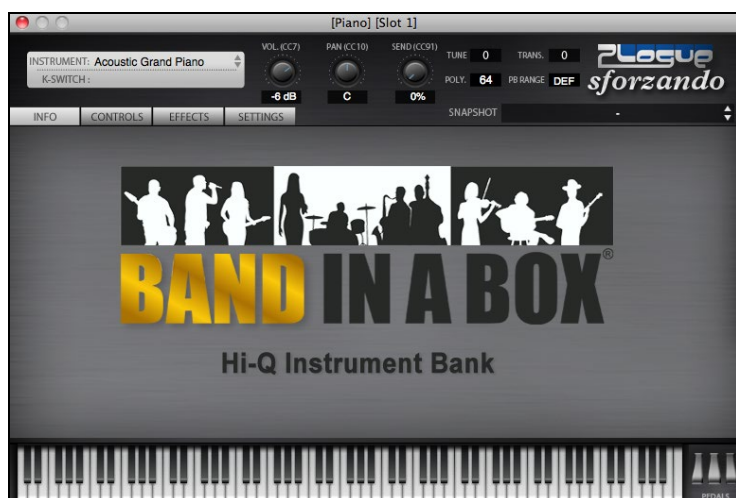 [Piano] [Slot 1]
INSTRUMENT: Acoustic Grand Piano
K-SWITCH :
VOL. (CC7)
-6 dB
PAN (CC10)
C
SEND (CC91)
0%
TUNE 0
TRANS. 0
POLY. 64
PB RANGE DEF
Plogue
sforzando
INFO
CONTROLS
EFFECTS
SETTINGS
SNAPSHOT -
BAND IN A BOX®
Hi-Q Instrument Bank
PEDALS